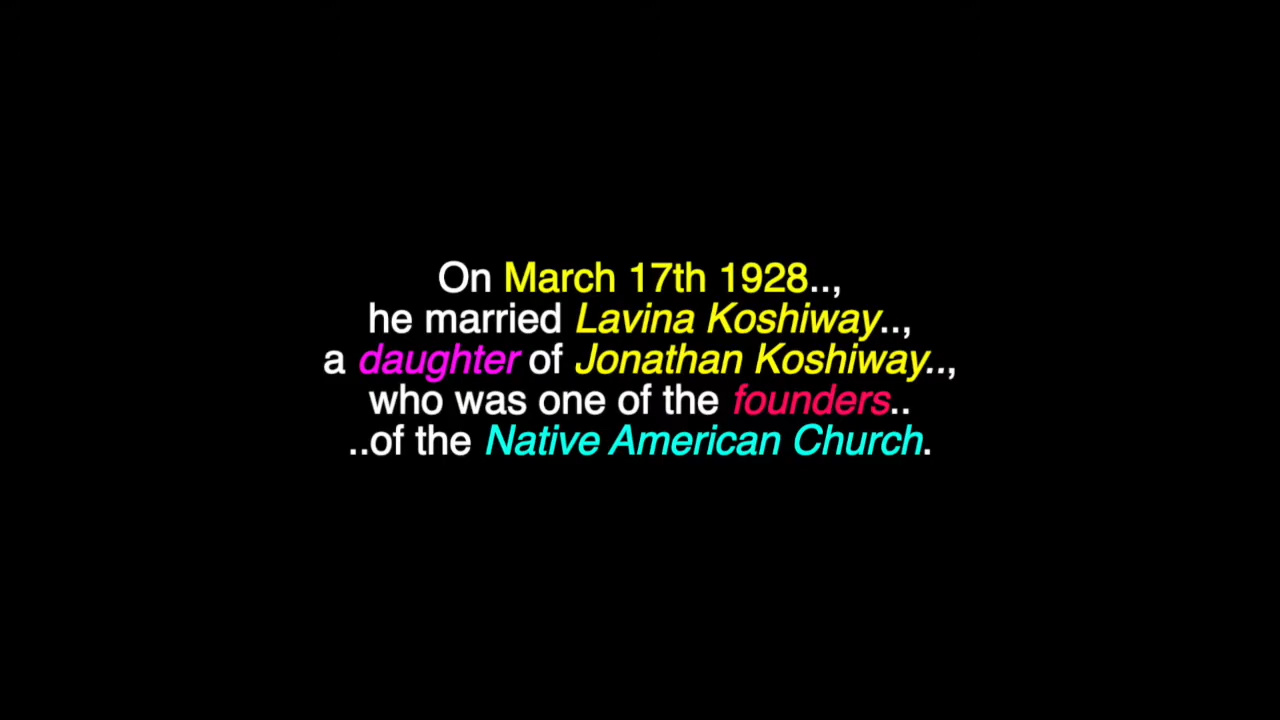 On March 17th 1928..,
he married Lavina Koshiway..,
a daughter of Jonathan Koshiway..,
who was one of the founders..
..of the Native American Church.